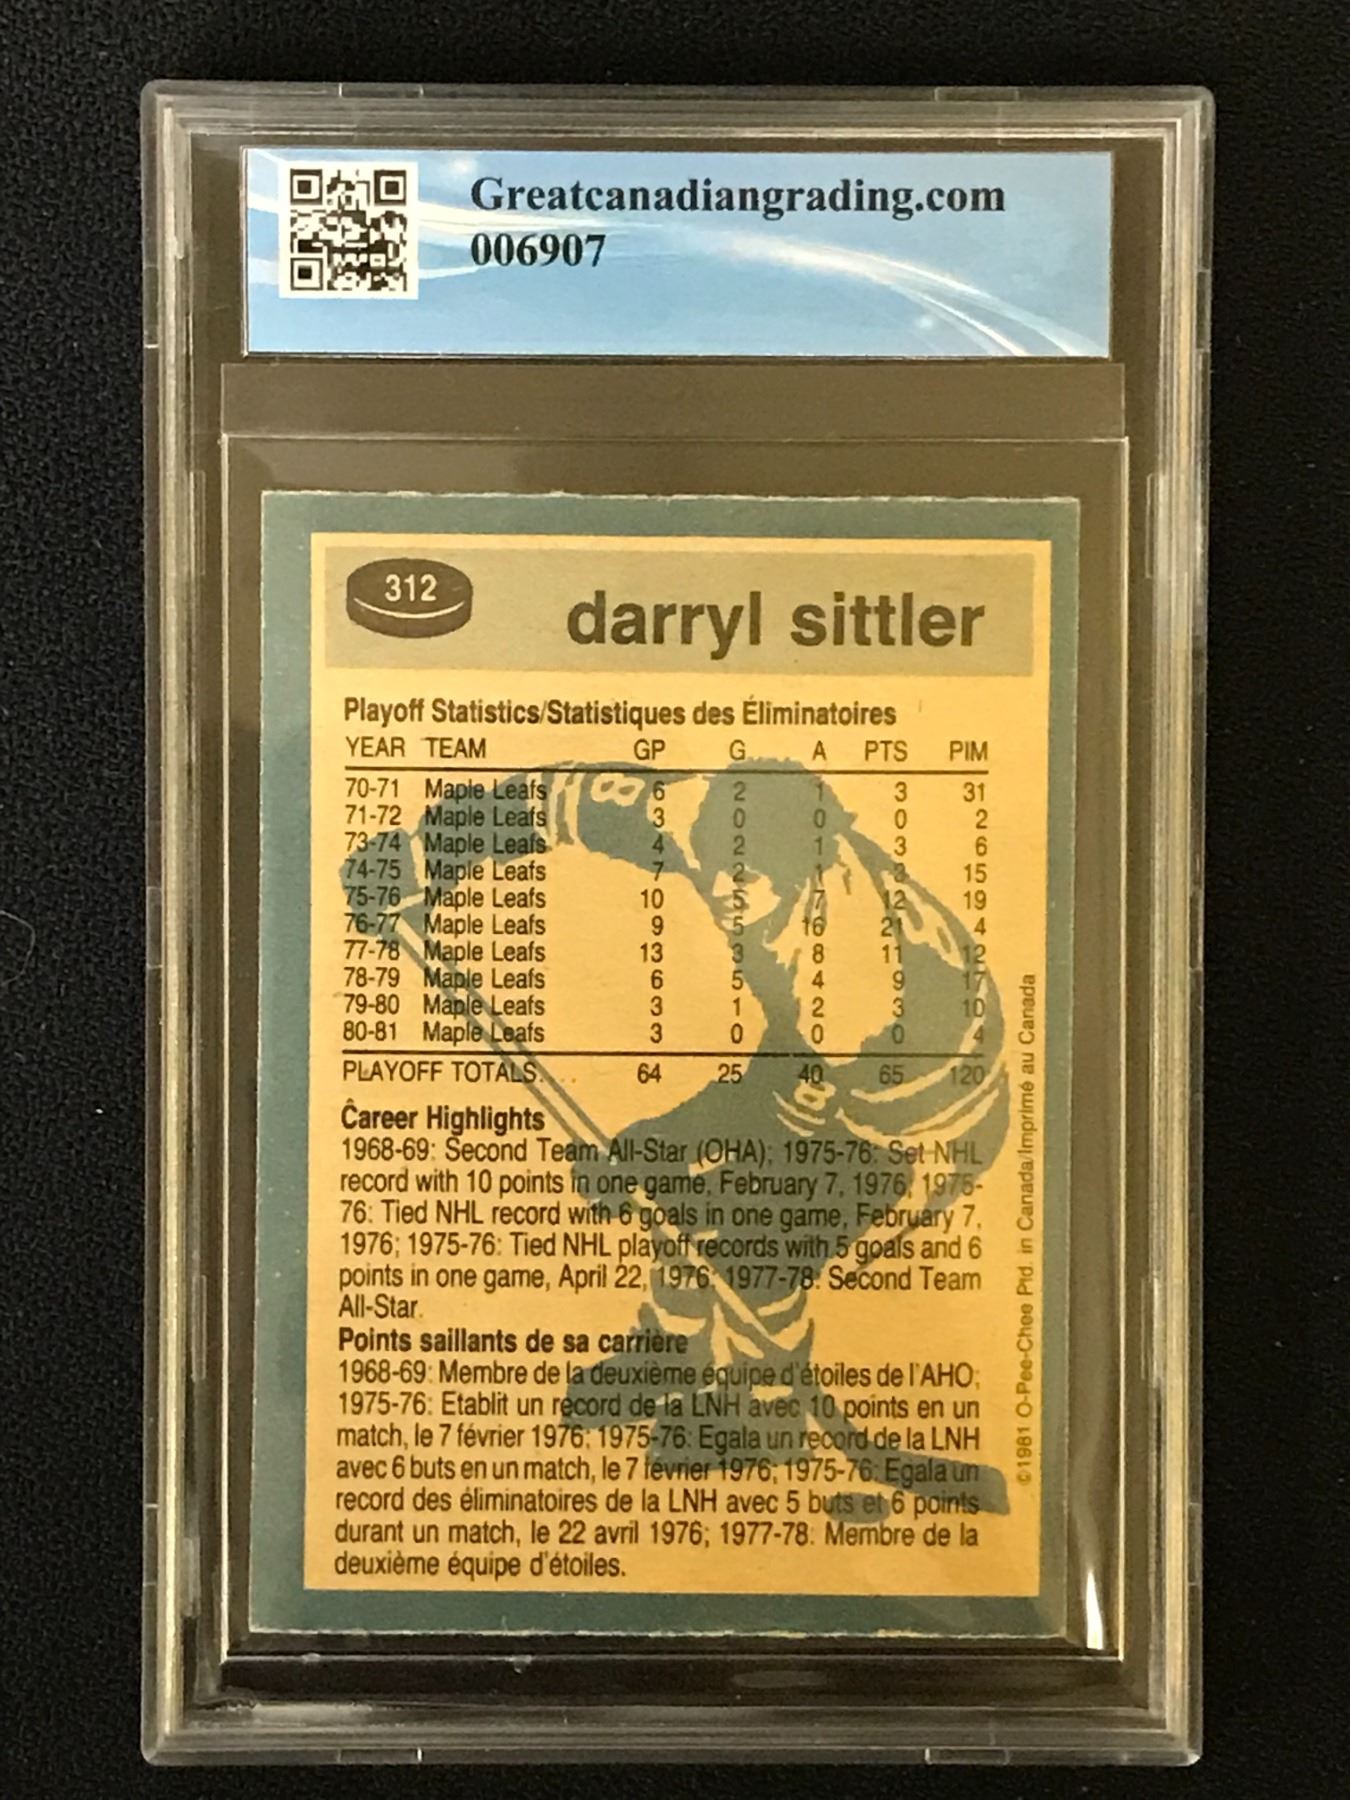 Greatcanadiangrading.com
006907
312
darryl sittler
Playoff Statistics/Statistiques des Éliminatoires
YEAR TEAM GP G A PTS PIM
70-71 Maple Leafs 6 2 1 3 31
71-72 Maple Leafs 3 0 0 0 2
73-74 Maple Leafs 4 2 1 3 6
74-75 Maple Leafs 7 2 1 3 15
75-76 Maple Leafs 10 5 7 12 19
76-77 Maple Leafs 9 5 16 21 4
77-78 Maple Leafs 13 3 8 11 12
78-79 Maple Leafs 6 5 4 9 17
79-80 Maple Leafs 3 1 2 3 10
80-81 Maple Leafs 3 0 0 0 4
PLAYOFF TOTALS.... 64 25 40 65 120
Career Highlights
1968-69: Second Team All-Star (OHA); 1975-76: Set NHL
record with 10 points in one game, February 7, 1976; 1975-
76: Tied NHL record with 6 goals in one game, February 7,
1976; 1975-76: Tied NHL playoff records with 5 goals and 6
points in one game, April 22, 1976; 1977-78: Second Team
All-Star.
Points saillants de sa carrière
1968-69: Membre de la deuxième équipe d'étoiles de l'AHO;
1975-76: Etablit un record de la LNH avec 10 points en un
match, le 7 février 1976; 1975-76: Egala un record de la LNH
avec 6 buts en un match, le 7 février 1976; 1975-76: Egala un
record des éliminatoires de la LNH avec 5 buts et 6 points
durant un match, le 22 avril 1976; 1977-78: Membre de la
deuxième équipe d'étoiles.
©1981 O-Pee-Chee Ptd. in Canada/Imprimé au Canada